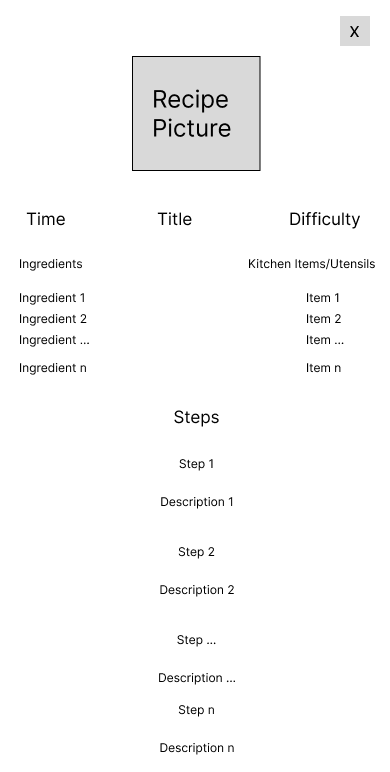 X
Recipe
Picture
Time Title Difficulty
Ingredients Kitchen Items/Utensils
Ingredient 1 Item 1
Ingredient 2 Item 2
Ingredient ... Item ...
Ingredient n Item n
Steps
Step 1
Description 1
Step 2
Description 2
Step ...
Description ...
Step n
Description n